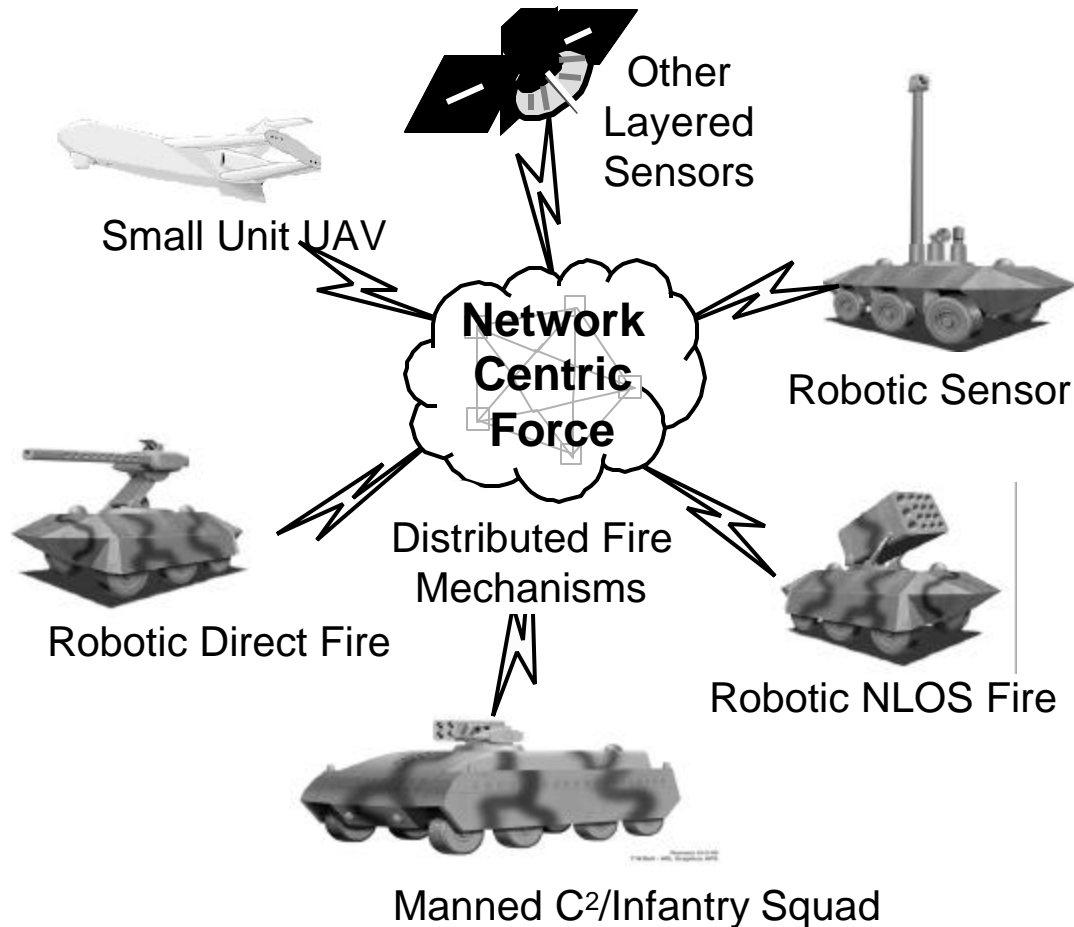 Other
Layered
Sensors
Small Unit UAV
Network
Centric
Force
Robotic Sensor
Distributed Fire
Mechanisms
Robotic Direct Fire
Robotic NLOS Fire
Manned C²/Infantry Squad